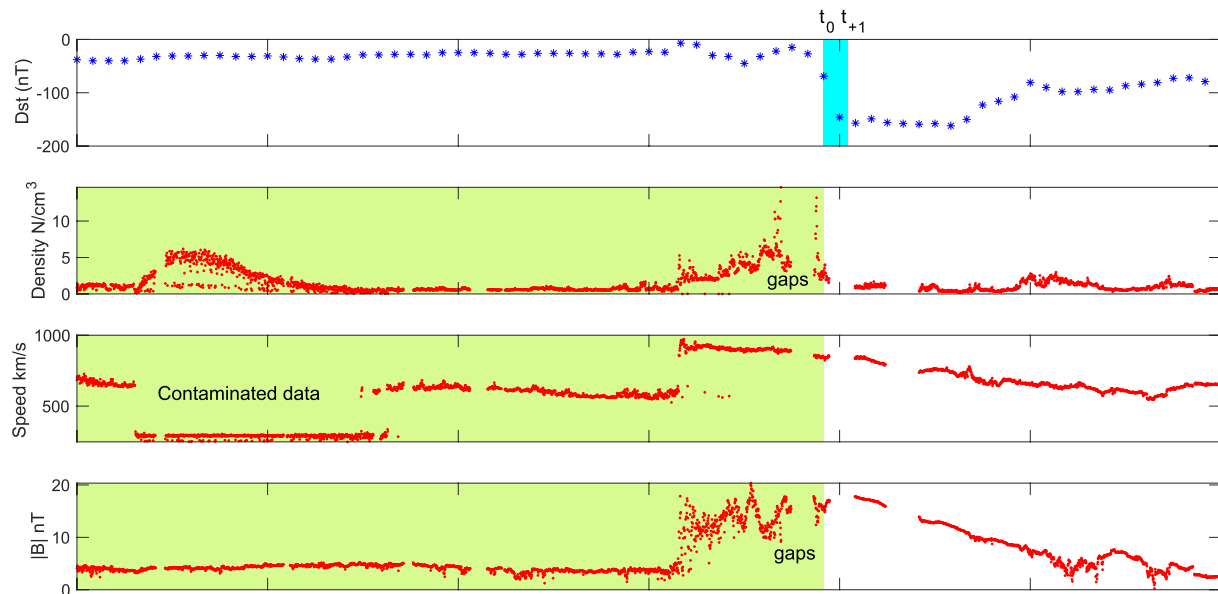 t0 t+1
0
-100
-200
Dst (nT)
10
5
0
Density N/cm3
gaps
1000
500
Speed km/s
Contaminated data
20
10
0
|B| nT
gaps